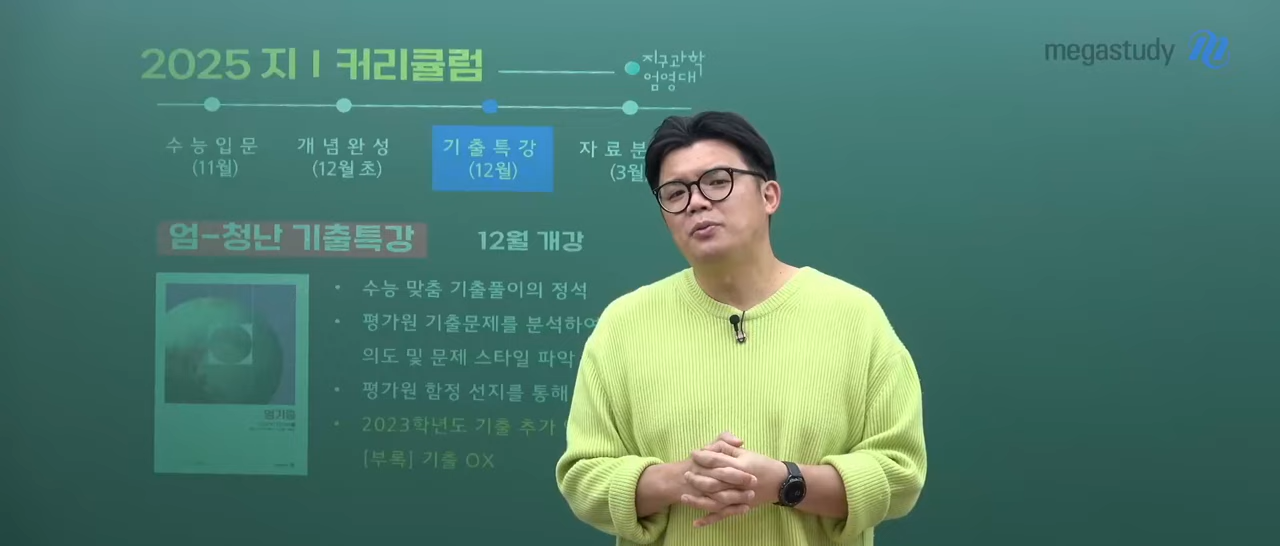 2025 지 I 커리큘럼
지구과학
엄영대
megastudy
수능입문
(11월)
개념완성
(12월 초)
기출특강
(12월)
자료분
(3월
엄-청난 기출특강
12월 개강
• 수능 맞춤 기출풀이의 정석
• 평가원 기출문제를 분석하여
의도 및 문제 스타일 파악
• 평가원 함정 선지를 통해
• 2023학년도 기출 추가
[부록] 기출 OX